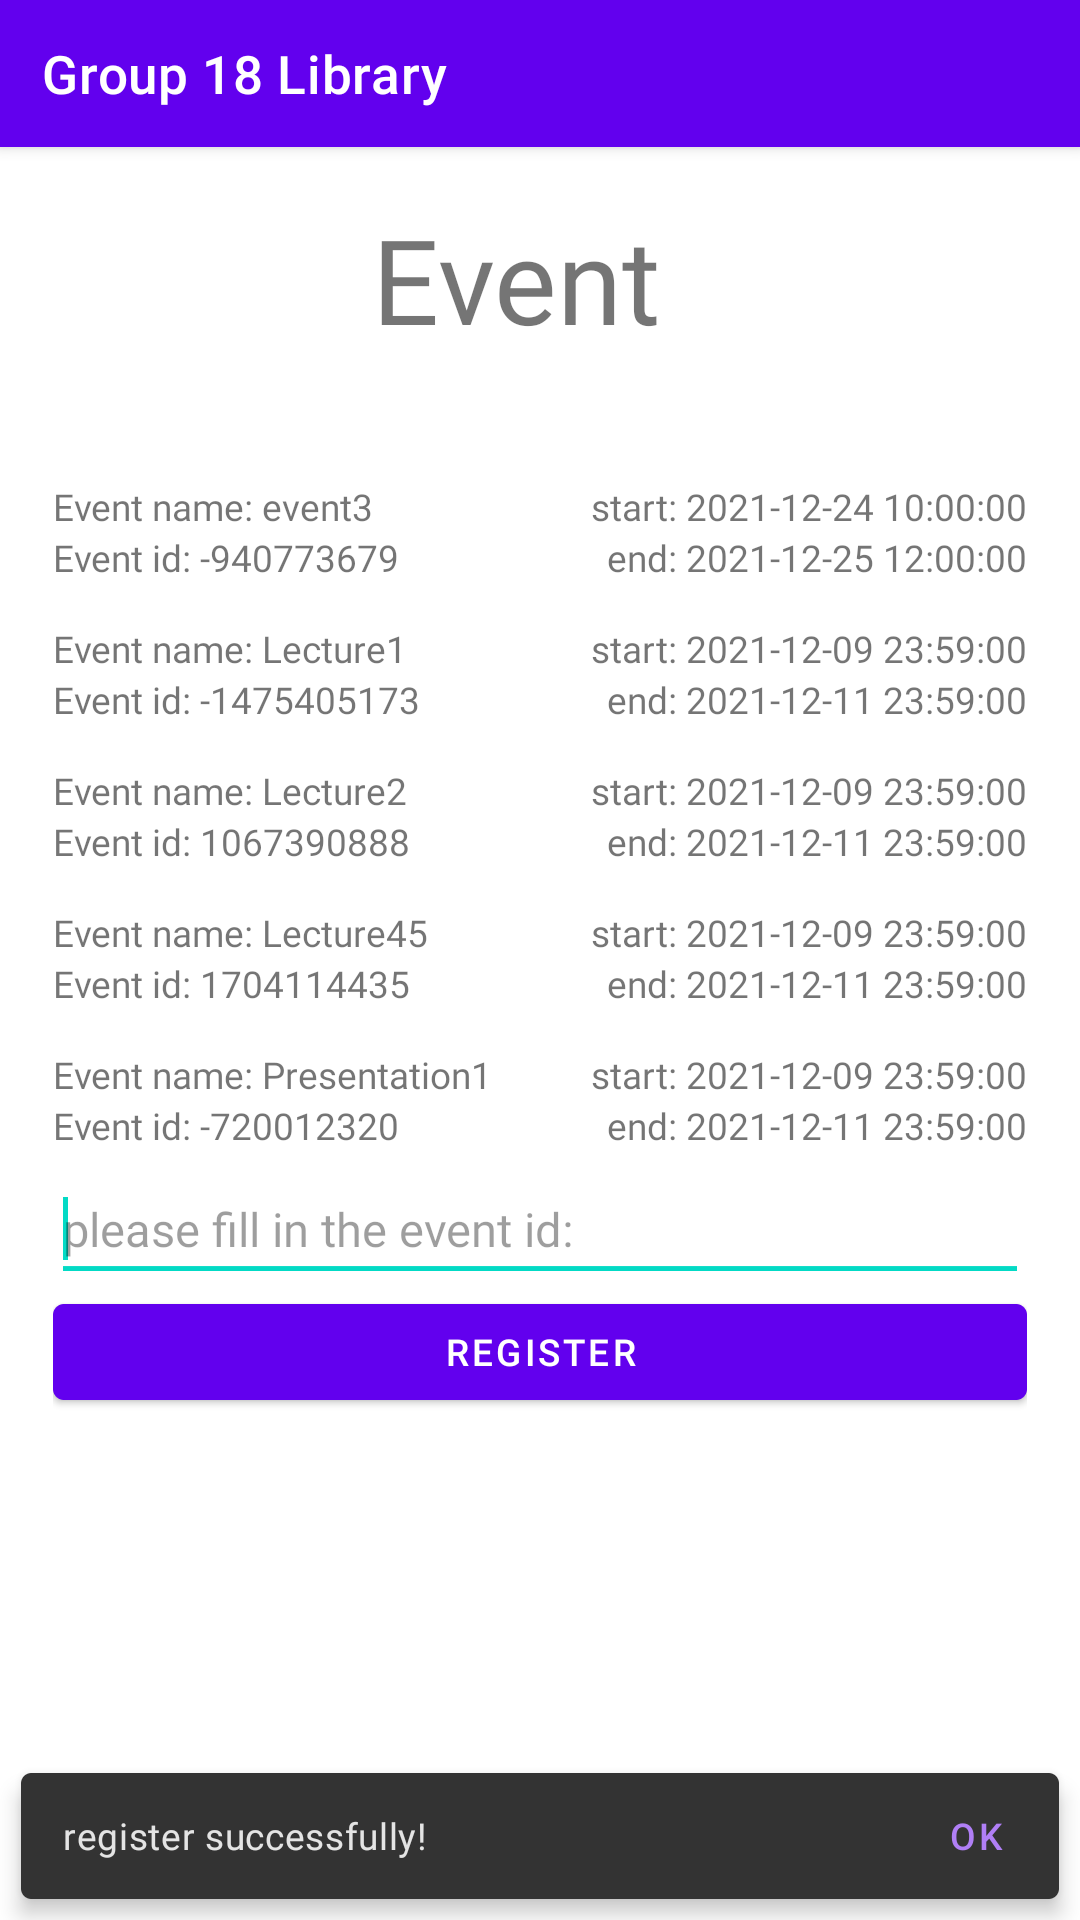 Group 18 Library
Event
Event name: event3 start: 2021-12-24 10:00:00
Event id: -940773679 end: 2021-12-25 12:00:00
Event name: Lecture1 start: 2021-12-09 23:59:00
Event id: -1475405173 end: 2021-12-11 23:59:00
Event name: Lecture2 start: 2021-12-09 23:59:00
Event id: 1067390888 end: 2021-12-11 23:59:00
Event name: Lecture45 start: 2021-12-09 23:59:00
Event id: 1704114435 end: 2021-12-11 23:59:00
Event name: Presentation1 start: 2021-12-09 23:59:00
Event id: -720012320 end: 2021-12-11 23:59:00
please fill in the event id:
REGISTER
register successfully! OK